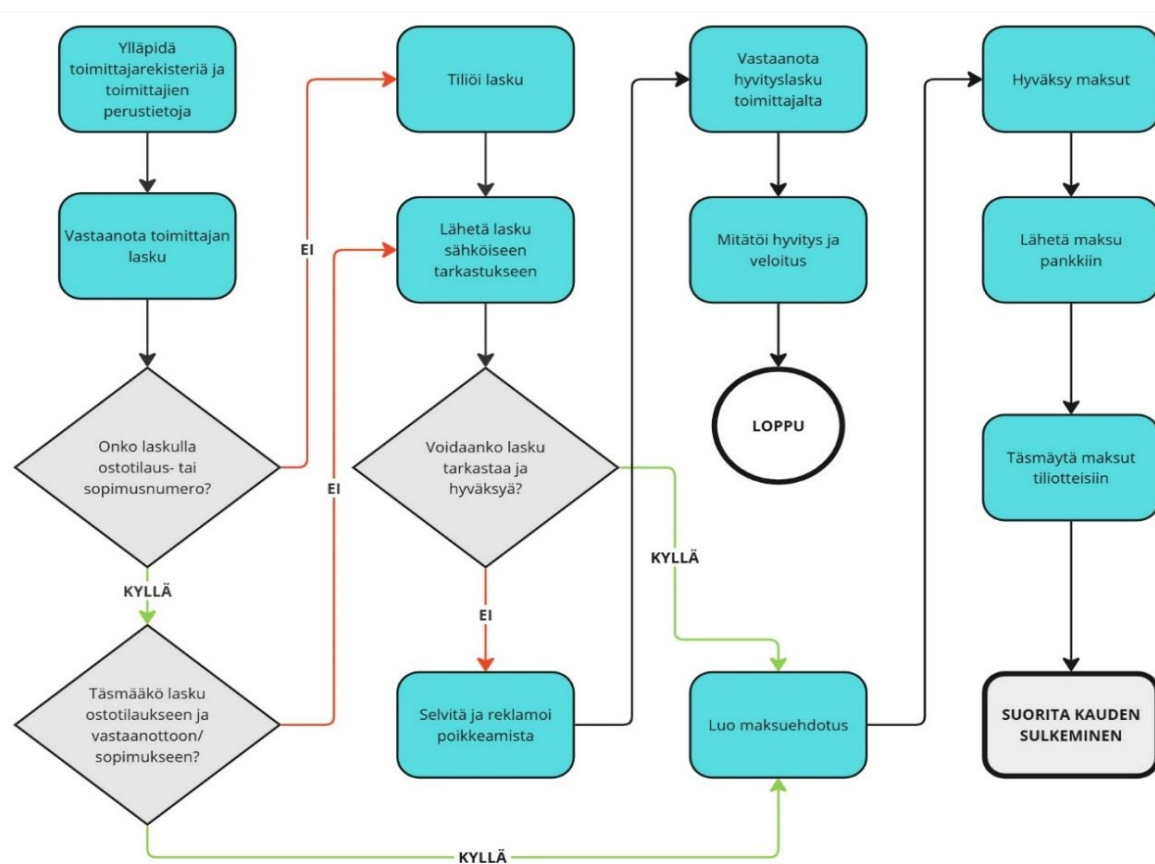 Ylläpidä
toimittajarekisteriä ja
toimittajien
perustietoja
Vastaanota toimittajan
lasku
Onko laskulla
ostotilaus- tai
sopimusnumero?
EI
KYLLÄ
Täsmääkö lasku
ostotilaukseen ja
vastaanottoon/
sopimukseen?
EI
KYLLÄ
Tiliöi lasku
Lähetä lasku
sähköiseen
tarkastukseen
Voidaanko lasku
tarkastaa ja
hyväksyä?
KYLLÄ
EI
Selvitä ja reklamoi
poikkeamista
Vastaanota
hyvityslasku
toimittajalta
Mitätöi hyvitys ja
veloitus
LOPPU
Luo maksuehdotus
Hyväksy maksut
Lähetä maksu
pankkiin
Täsmäytä maksut
tiliotteisiin
SUORITA KAUDEN
SULKEMINEN